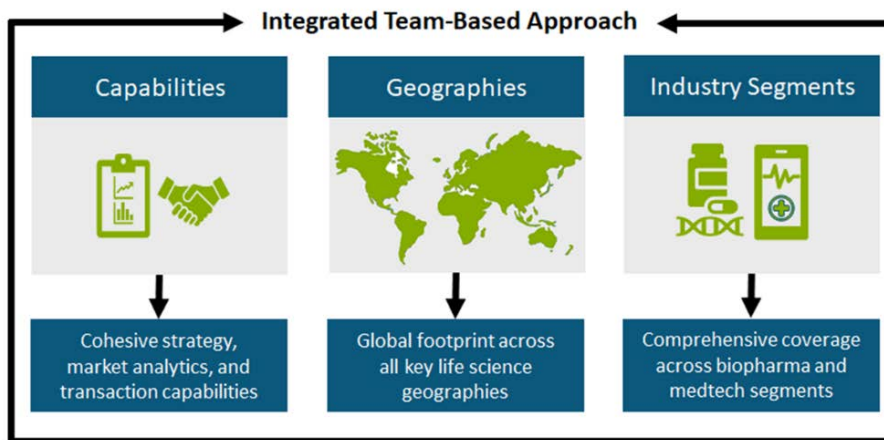 Integrated Team-Based Approach
Capabilities
Geographies
Industry Segments
Cohesive strategy,
market analytics, and
transaction capabilities
Global footprint across
all key life science
geographies
Comprehensive coverage
across biopharma and
medtech segments